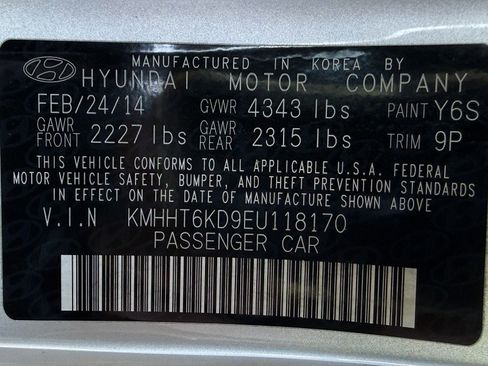 MANUFACTURED IN KOREA BY
HYUNDAI MOTOR COMPANY
FEB/24/14 GVWR 4343 lbs PAINT Y6S
GAWR FRONT 2227 lbs GAWR REAR 2315 lbs TRIM 9P
THIS VEHICLE CONFORMS TO ALL APPLICABLE U.S.A. FEDERAL
MOTOR VEHICLE SAFETY, BUMPER, AND THEFT PREVENTION STANDARDS
IN EFFECT ON THE DATE OF MANUFACTURE SHOWN ABOVE
V.I.N KMHHT6KD9EU118170
PASSENGER CAR